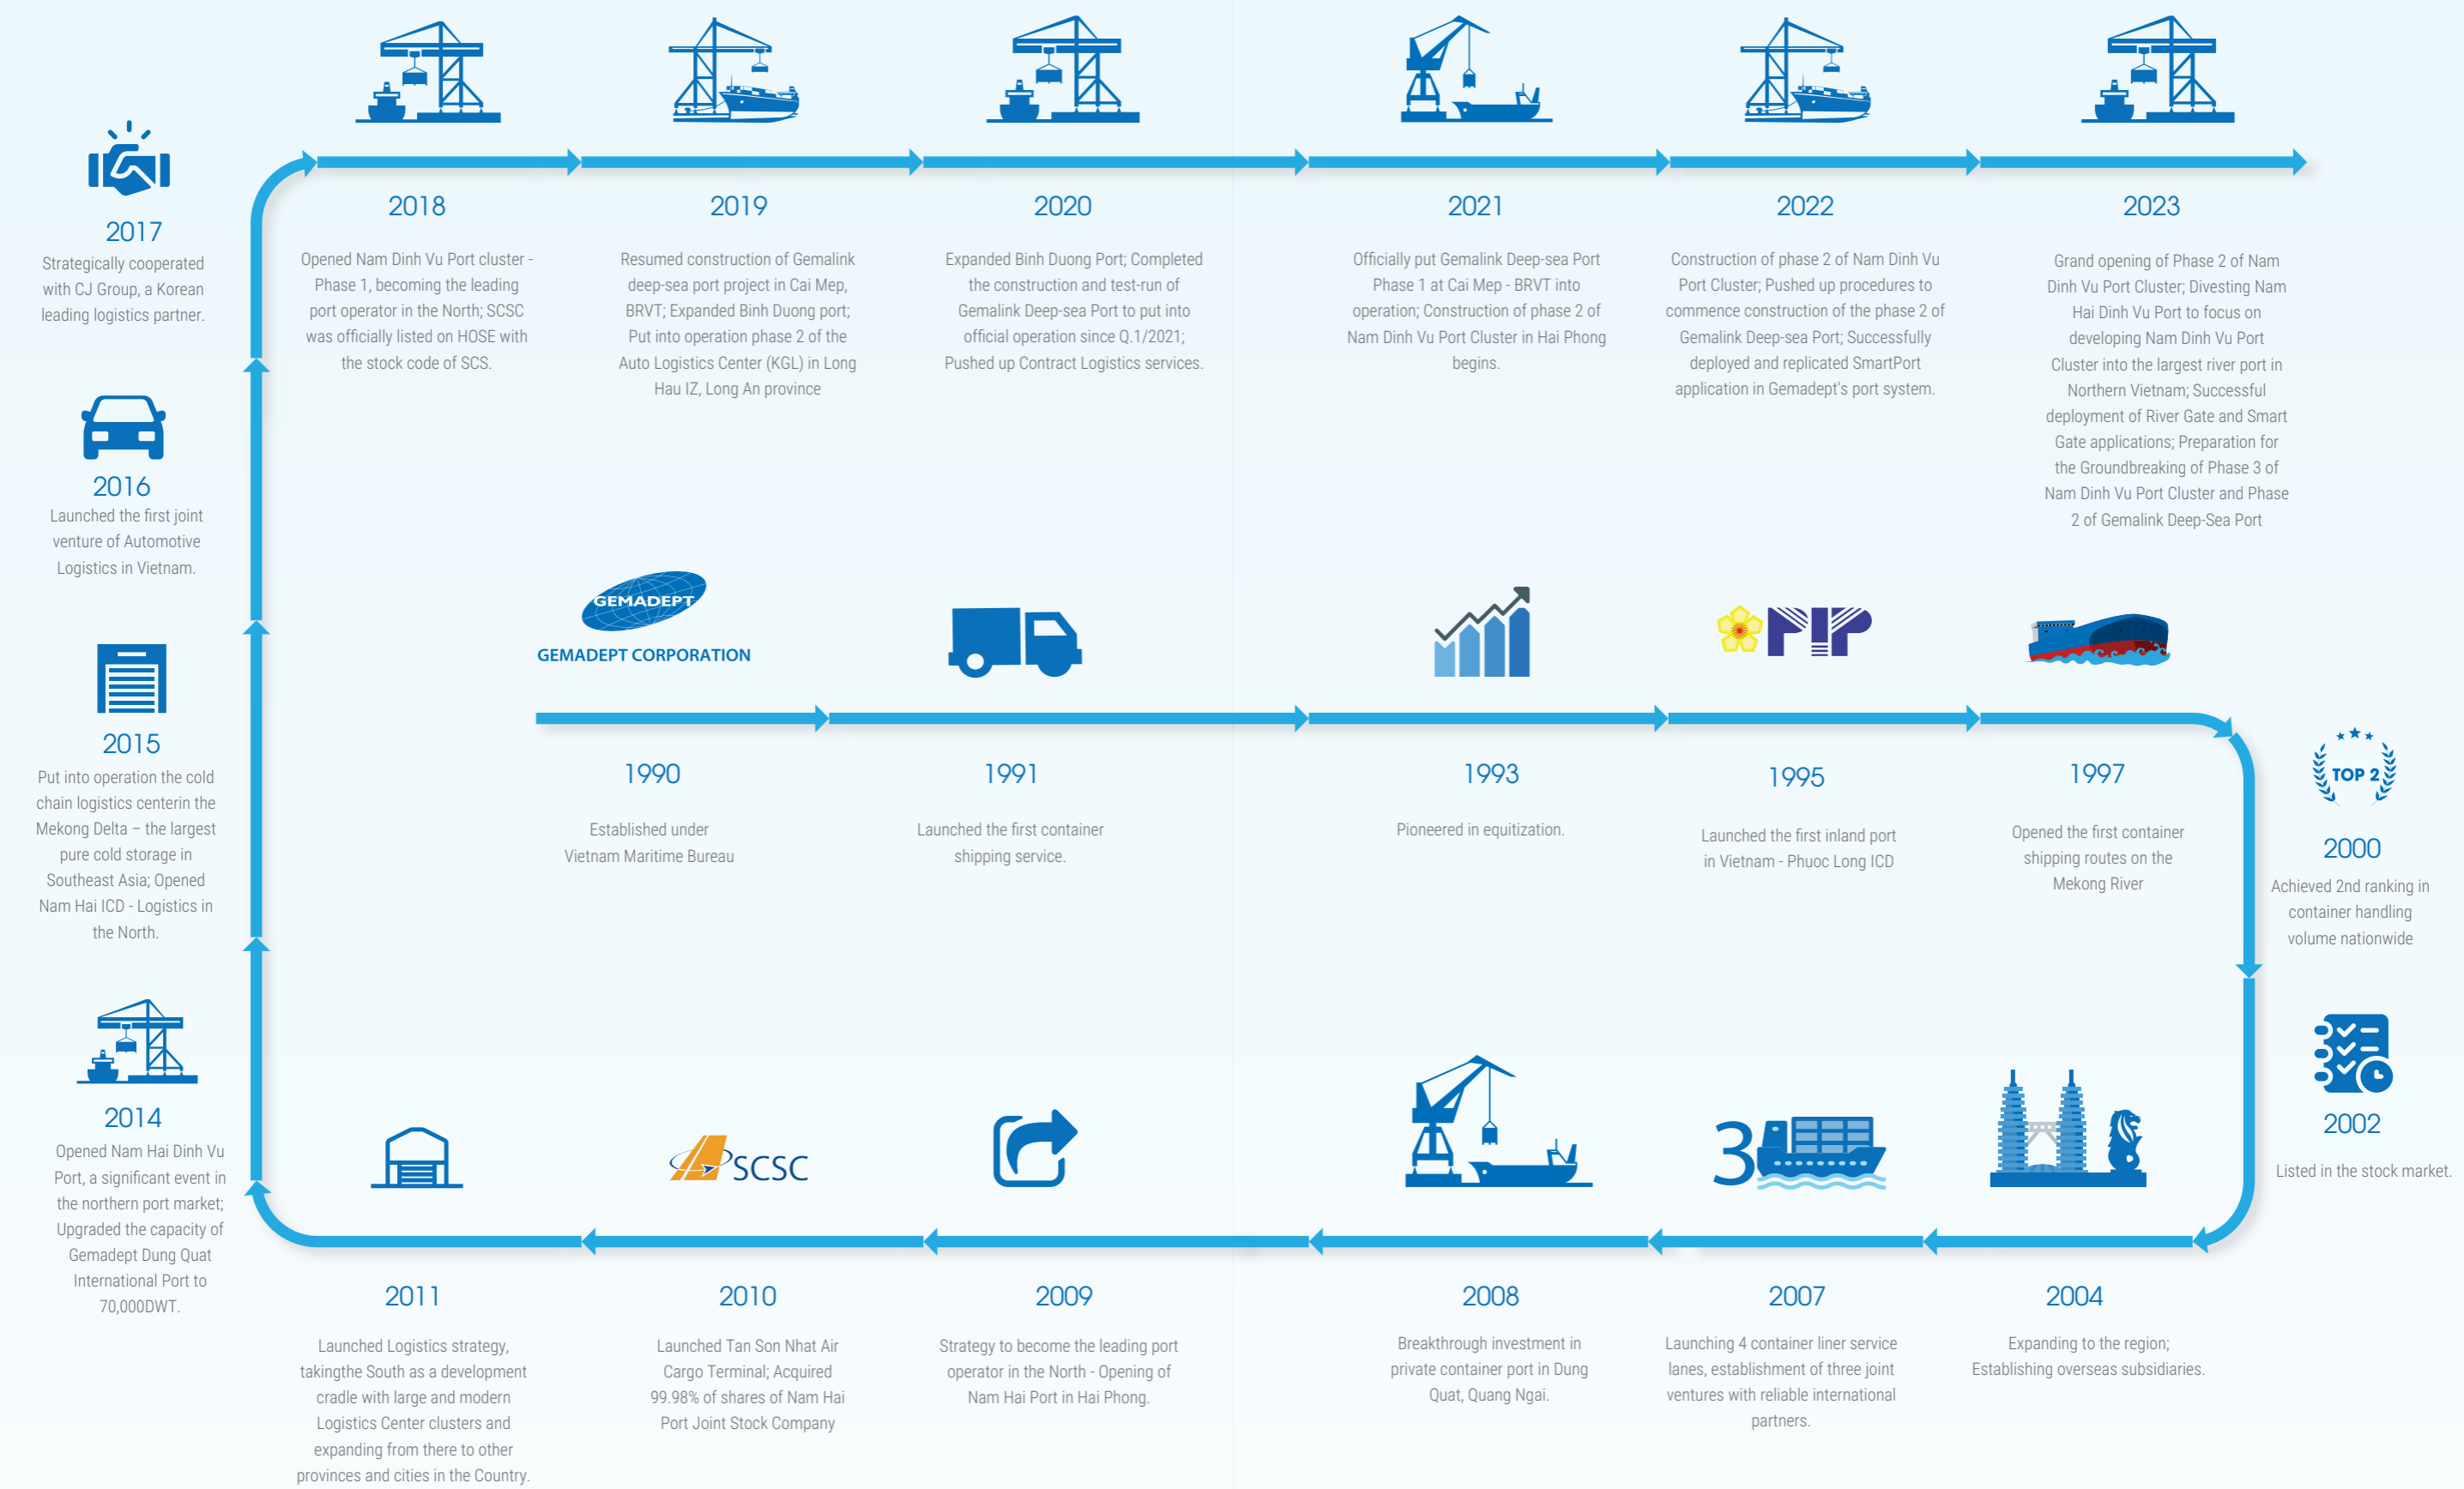 2017
Strategically cooperated
with CJ Group, a Korean
leading logistics partner.
2016
Launched the first joint
venture of Automotive
Logistics in Vietnam.
2015
Put into operation the cold
chain logistics centerin the
Mekong Delta – the largest
pure cold storage in
Southeast Asia; Opened
Nam Hai ICD - Logistics in
the North.
2014
Opened Nam Hai Dinh Vu
Port, a significant event in
the northern port market;
Upgraded the capacity of
Gemadept Dung Quat
International Port to
70,000DWT.
2018
Opened Nam Dinh Vu Port cluster -
Phase 1, becoming the leading
port operator in the North; SCSC
was officially listed on HOSE with
the stock code of SCS.
2019
Resumed construction of Gemalink
deep-sea port project in Cai Mep,
BRVT; Expanded Binh Duong port;
Put into operation phase 2 of the
Auto Logistics Center (KGL) in Long
Hau IZ, Long An province
2020
Expanded Binh Duong Port; Completed
the construction and test-run of
Gemalink Deep-sea Port to put into
official operation since Q.1/2021;
Pushed up Contract Logistics services.
2021
Officially put Gemalink Deep-sea Port
Phase 1 at Cai Mep - BRVT into
operation; Construction of phase 2 of
Nam Dinh Vu Port Cluster in Hai Phong
begins.
2022
Construction of phase 2 of Nam Dinh Vu
Port Cluster; Pushed up procedures to
commence construction of the phase 2 of
Gemalink Deep-sea Port; Successfully
deployed and replicated SmartPort
application in Gemadept's port system.
2023
Grand opening of Phase 2 of Nam
Dinh Vu Port Cluster; Divesting Nam
Hai Dinh Vu Port to focus on
developing Nam Dinh Vu Port
Cluster into the largest river port in
Northern Vietnam; Successful
deployment of River Gate and Smart
Gate applications; Preparation for
the Groundbreaking of Phase 3 of
Nam Dinh Vu Port Cluster and Phase
2 of Gemalink Deep-Sea Port
GEMADEPT
GEMADEPT CORPORATION
1990
Established under
Vietnam Maritime Bureau
1991
Launched the first container
shipping service.
1993
Pioneered in equitization.
PIP
1995
Launched the first inland port
in Vietnam - Phuoc Long ICD
1997
Opened the first container
shipping routes on the
Mekong River
TOP 2
2000
Achieved 2nd ranking in
container handling
volume nationwide
2002
Listed in the stock market.
2011
Launched Logistics strategy,
takingthe South as a development
cradle with large and modern
Logistics Center clusters and
expanding from there to other
provinces and cities in the Country.
SCSC
2010
Launched Tan Son Nhat Air
Cargo Terminal; Acquired
99.98% of shares of Nam Hai
Port Joint Stock Company
2009
Strategy to become the leading port
operator in the North - Opening of
Nam Hai Port in Hai Phong.
2008
Breakthrough investment in
private container port in Dung
Quat, Quang Ngai.
3
2007
Launching 4 container liner service
lanes, establishment of three joint
ventures with reliable international
partners.
2004
Expanding to the region;
Establishing overseas subsidiaries.